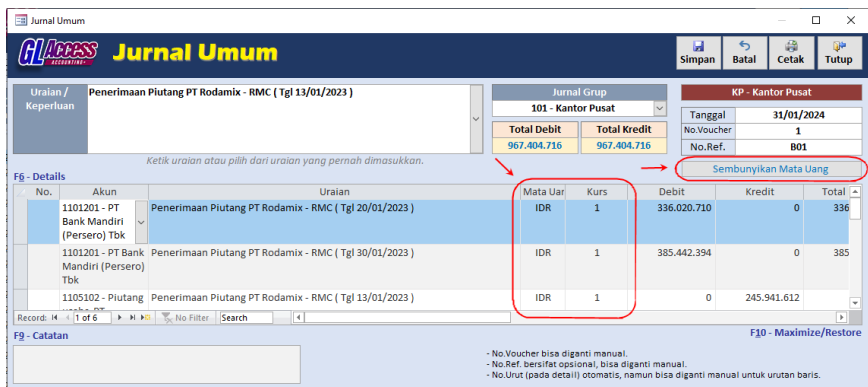 Jurnal Umum
GL Access
ACCOUNTING
Jurnal Umum
Simpan Batal Cetak Tutup
Uraian / Keperluan
Penerimaan Piutang PT Rodamix - RMC ( Tgl 13/01/2023 )
Ketik uraian atau pilih dari uraian yang pernah dimasukkan.
Jurnal Grup
101 - Kantor Pusat
Total Debit Total Kredit
967.404.716 967.404.716
KP - Kantor Pusat
Tanggal 31/01/2024
No.Voucher 1
No.Ref. B01
Sembunyikan Mata Uang
F6 - Details
No. Akun Uraian Mata Uar Kurs Debit Kredit Total
1101201 - PT Bank Mandiri (Persero) Tbk Penerimaan Piutang PT Rodamix - RMC ( Tgl 20/01/2023 ) IDR 1 336.020.710 0 336
1101201 - PT Bank Mandiri (Persero) Tbk Penerimaan Piutang PT Rodamix - RMC ( Tgl 20/01/2023 ) IDR 1 385.442.394 0 385
1105102 - Piutang Penerimaan Piutang PT Rodamix - RMC ( Tgl 13/01/2023 ) IDR 1 0 245.941.612
Record: 1 of 6 No Filter Search
F9 - Catatan
F10 - Maximize/Restore
- No.Voucher bisa diganti manual.
- No.Ref. bersifat opsional, bisa diganti manual.
- No.Urut (pada detail) otomatis, namun bisa diganti manual untuk urutan baris.